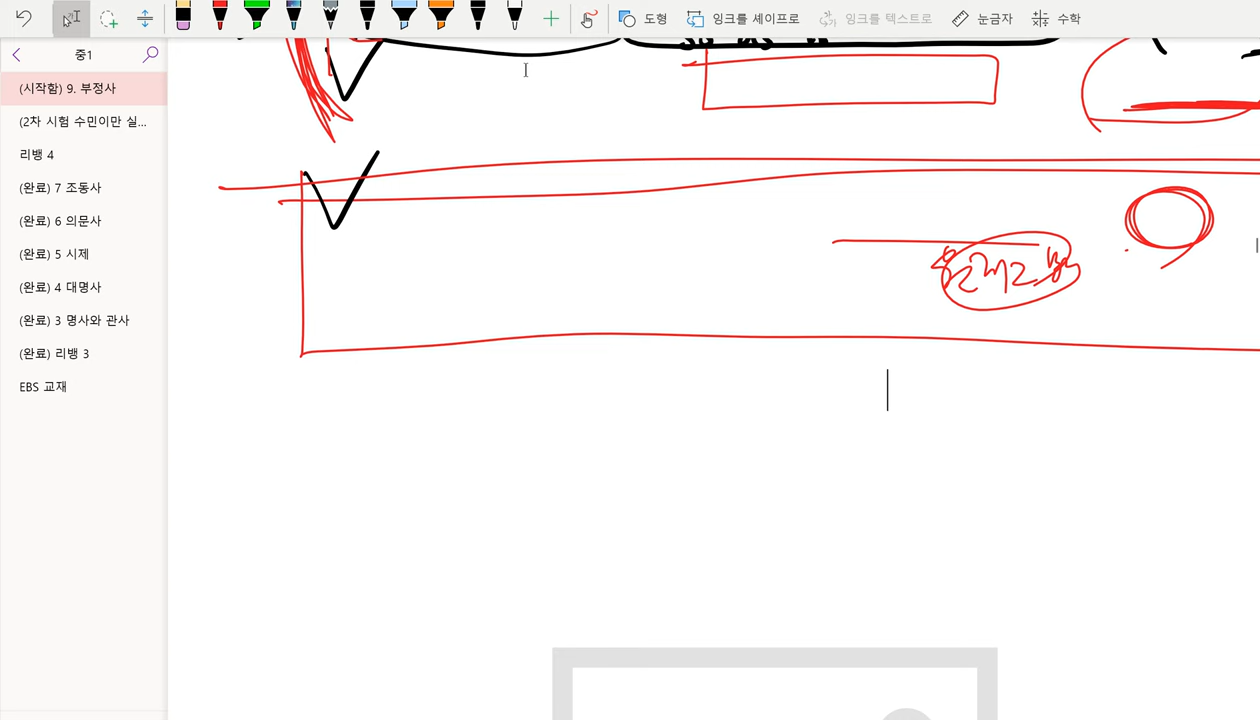 도형
잉크를 셰이프로
잉크를 텍스트로
눈금자
수학
중1
(시작함) 9. 부정사
(2차 시험 수민이만 실...
리뱅 4
(완료) 7 조동사
(완료) 6 의문사
(완료) 5 시제
(완료) 4 대명사
(완료) 3 명사와 관사
(완료) 리뱅 3
EBS 교재